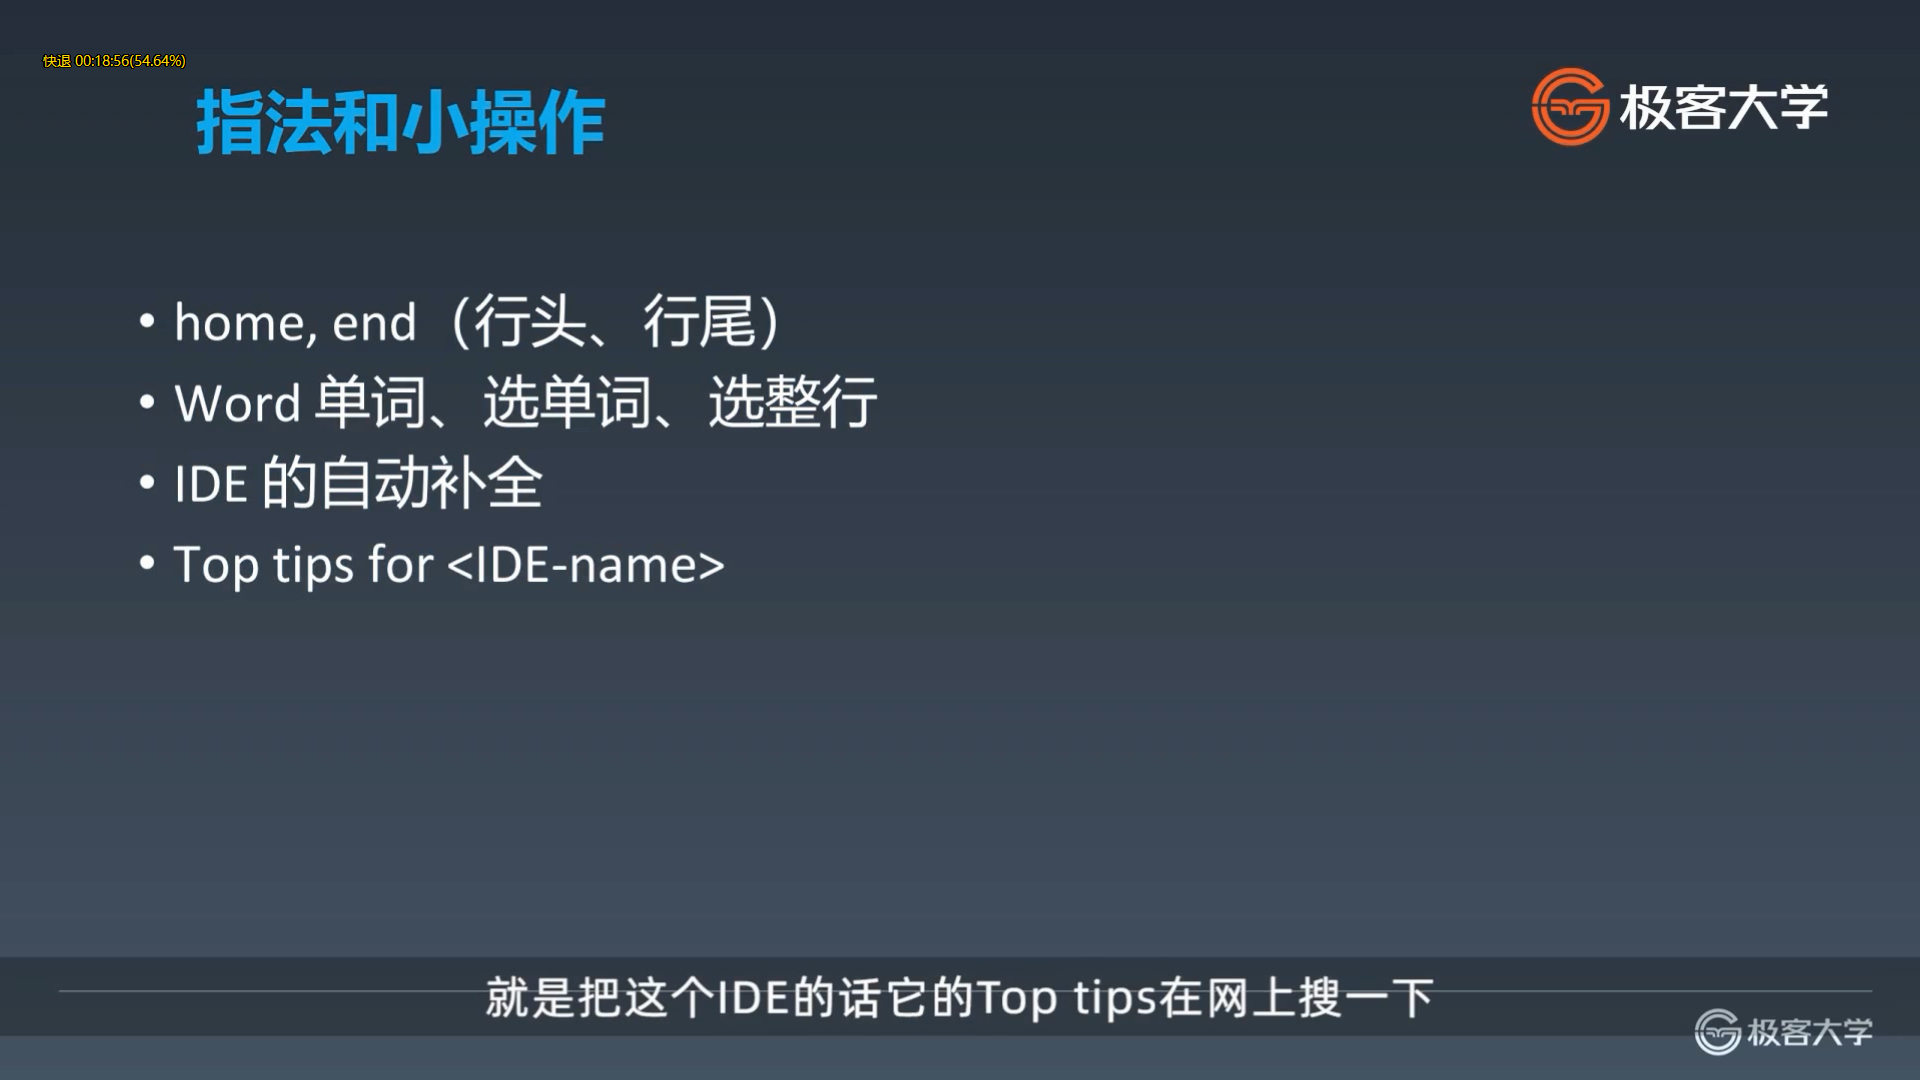 快退 00:18:56(54.64%)
指法和小操作
极客大学
• home, end（行头、行尾）
• Word 单词、选单词、选整行
• IDE 的自动补全
• Top tips for <IDE-name>
就是把这个IDE的话它的Top tips在网上搜一下
极客大学